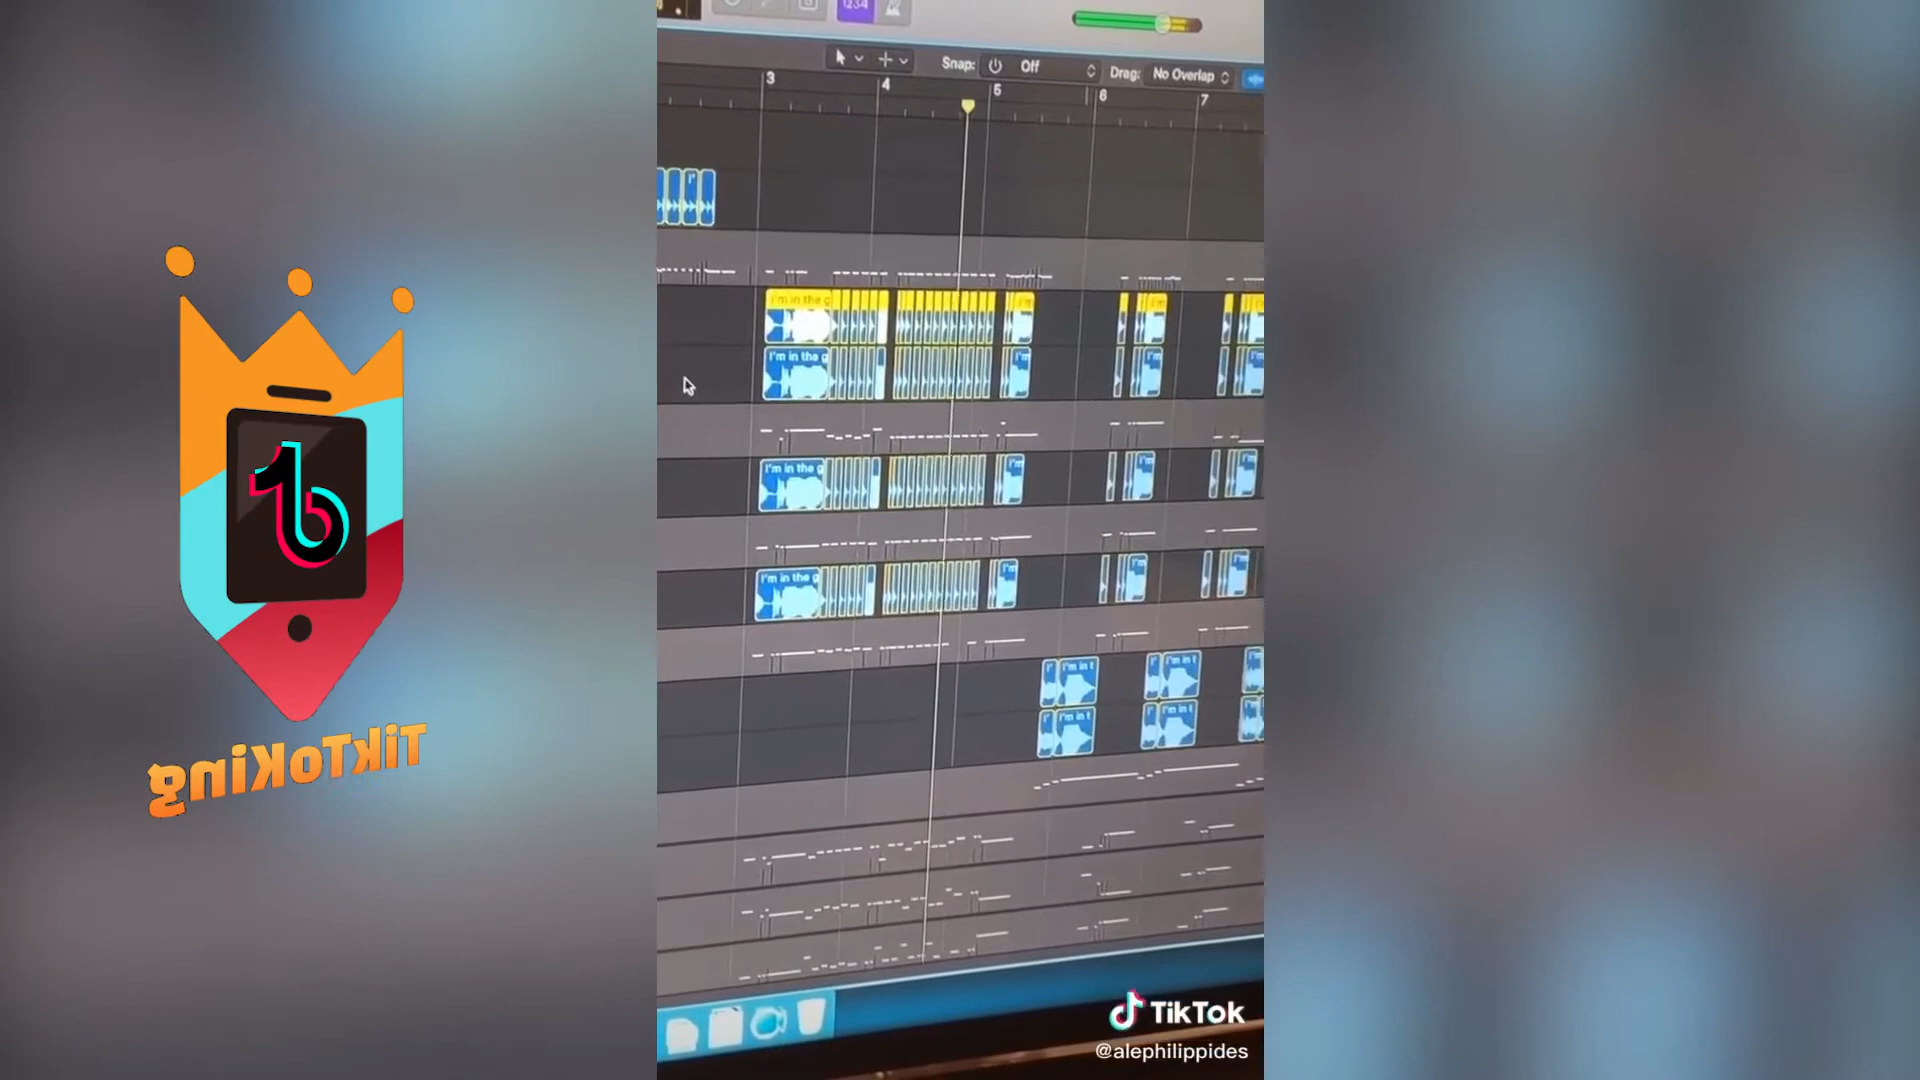 1234
Snap: Off Drag: No Overlap
3 4 5 6 7
I'
I'm in the g I'm I'm
I'm in the g I'm I'm
I'm in the g I'm I'm
I'm in the g I'm I'm
I' I'm in t I' I'm in t I'm
I' I'm in t I' I'm in t
TikToKing
TikTok
@alephilippides